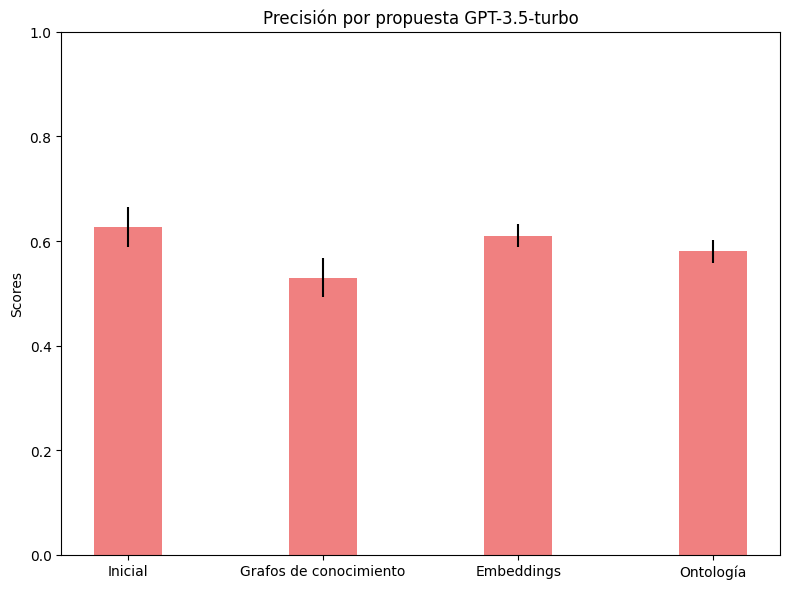 Precisión por propuesta GPT-3.5-turbo
1.0
0.8
0.6
0.4
0.2
0.0
Scores
Inicial
Grafos de conocimiento
Embeddings
Ontología